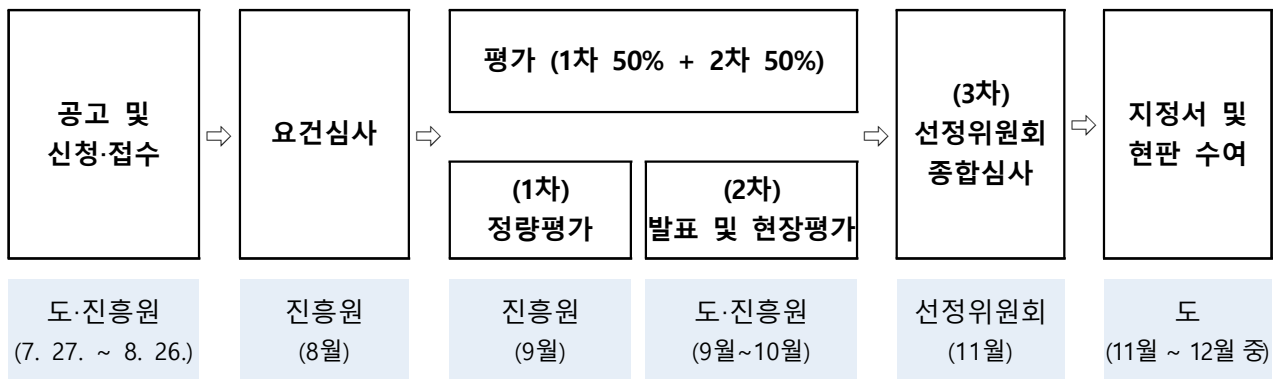 공고 및
신청·접수
⇨
요건심사
⇨
평가 (1차 50% + 2차 50%)
(1차)
정량평가
(2차)
발표 및 현장평가
⇨
(3차)
선정위원회
종합심사
⇨
지정서 및
현판 수여
도·진흥원
(7. 27. ~ 8. 26.)
진흥원
(8월)
진흥원
(9월)
도·진흥원
(9월~10월)
선정위원회
(11월)
도
(11월 ~ 12월 중)